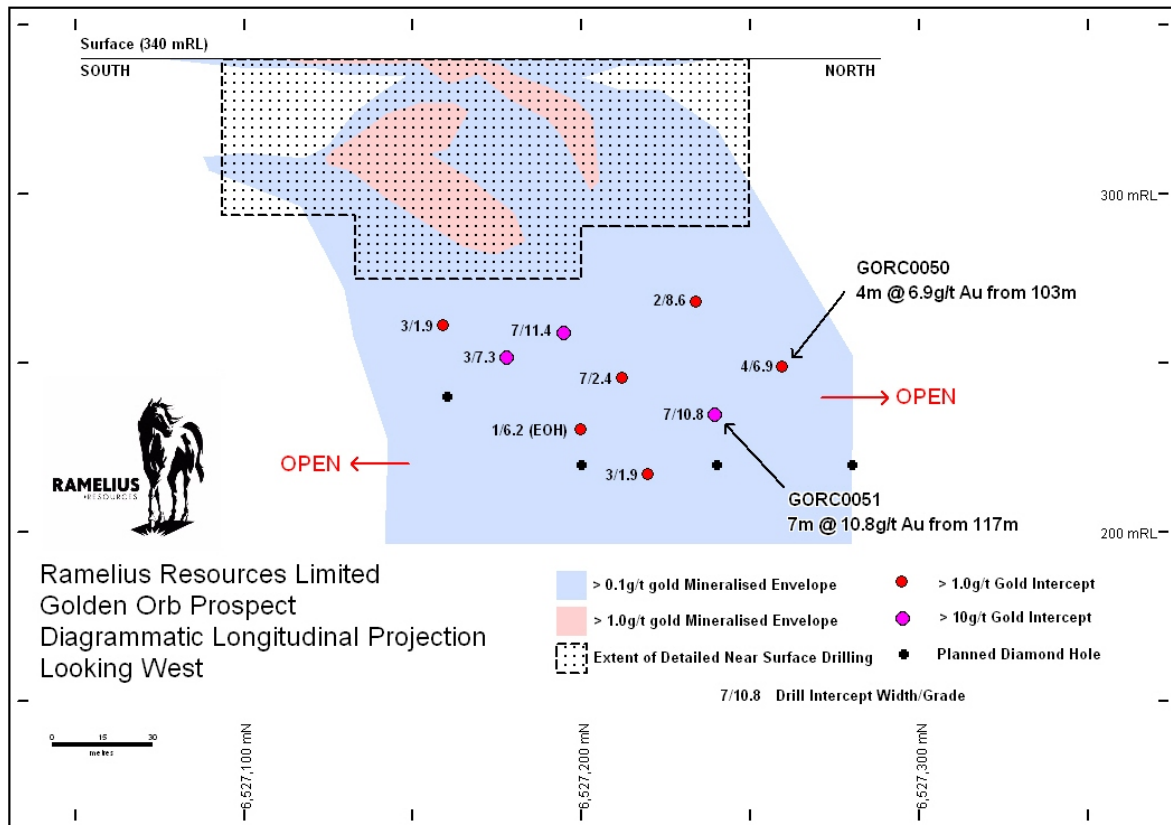 Surface (340 mRL)
SOUTH
NORTH
300 mRL
GORC0050
4m @ 6.9g/t Au from 103m
2/8.6
3/1.9
7/11.4
3/7.3
4/6.9
7/2.4
OPEN
7/10.8
1/6.2 (EOH)
OPEN
3/1.9
GORC0051
7m @ 10.8g/t Au from 117m
RAMELIUS
RESOURCES
200 mRL
Ramelius Resources Limited
Golden Orb Prospect
Diagrammatic Longitudinal Projection
Looking West
> 0.1g/t gold Mineralised Envelope
> 1.0g/t gold Mineralised Envelope
Extent of Detailed Near Surface Drilling
> 1.0g/t Gold Intercept
> 10g/t Gold Intercept
Planned Diamond Hole
7/10.8 Drill Intercept Width/Grade
0 15 30
metres
6,527,100 mN
6,527,200 mN
6,527,300 mN